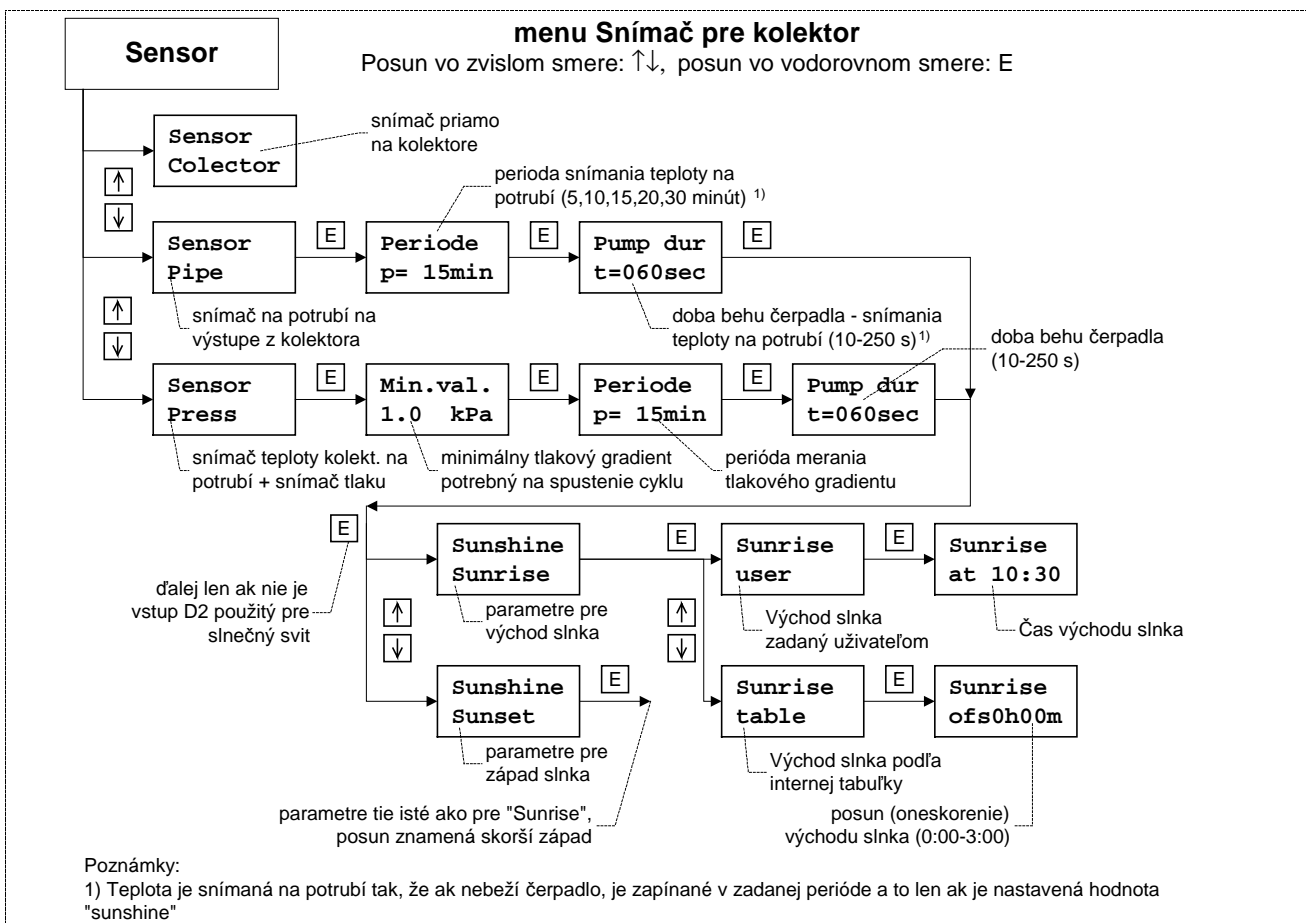 Sensor
menu Snímač pre kolektor
Posun vo zvislom smere: ↑↓, posun vo vodorovnom smere: E
Sensor
Colector
snímač priamo
na kolektore
↑
↓
perioda snímania teploty na
potrubí (5,10,15,20,30 minút) 1)
Sensor
Pipe
E
Periode
p= 15min
E
Pump dur
t=060sec
E
↑
↓
snímač na potrubí na
výstupe z kolektora
doba behu čerpadla - snímania
teploty na potrubí (10-250 s) 1)
doba behu čerpadla
(10-250 s)
Sensor
Press
E
Min.val.
1.0 kPa
E
Periode
p= 15min
E
Pump dur
t=060sec
snímač teploty kolekt. na
potrubí + snímač tlaku
minimálny tlakový gradient
potrebný na spustenie cyklu
perióda merania
tlakového gradientu
E
ďalej len ak nie je
vstup D2 použitý pre
slnečný svit
Sunshine
Sunrise
E
Sunrise
user
E
Sunrise
at 10:30
parametre pre
východ slnka
Východ slnka
zadaný uživateľom
Čas východu slnka
↑
↓
↑
↓
Sunshine
Sunset
E
Sunrise
table
E
Sunrise
ofs0h00m
parametre pre
západ slnka
Východ slnka podľa
internej tabuľky
parametre tie isté ako pre "Sunrise",
posun znamená skorší západ
posun (oneskorenie)
východu slnka (0:00-3:00)
Poznámky:
1) Teplota je snímaná na potrubí tak, že ak nebeží čerpadlo, je zapínané v zadanej perióde a to len ak je nastavená hodnota
"sunshine"